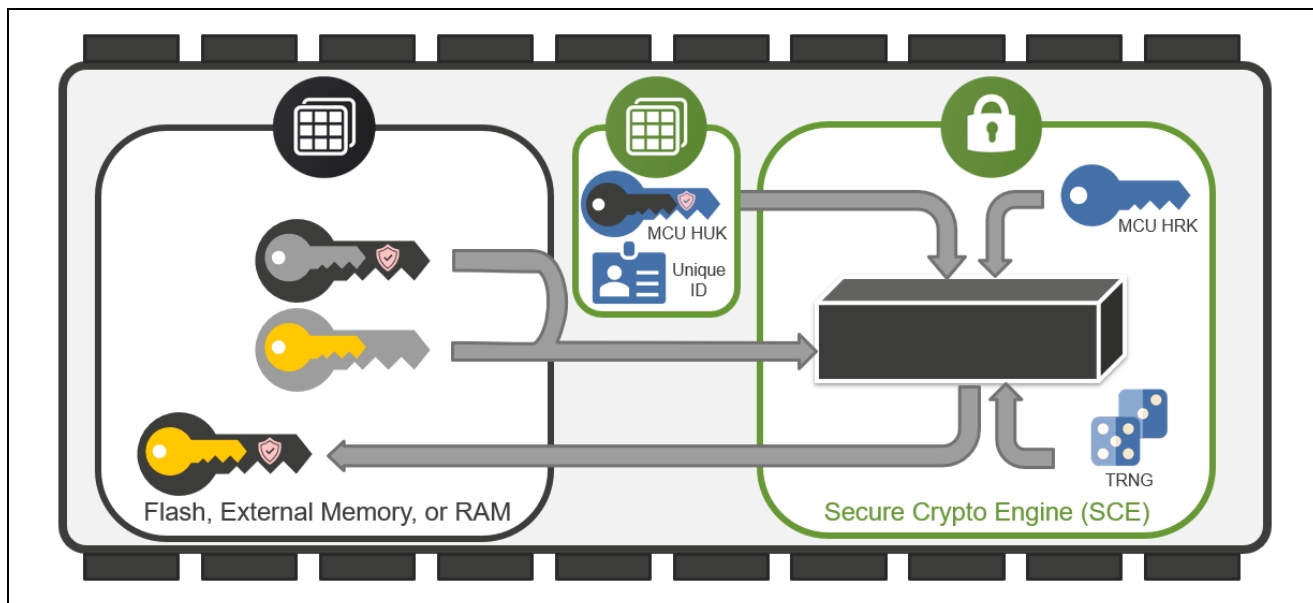 MCU HUK
Unique
ID
MCU HRK
TRNG
Flash, External Memory, or RAM
Secure Crypto Engine (SCE)